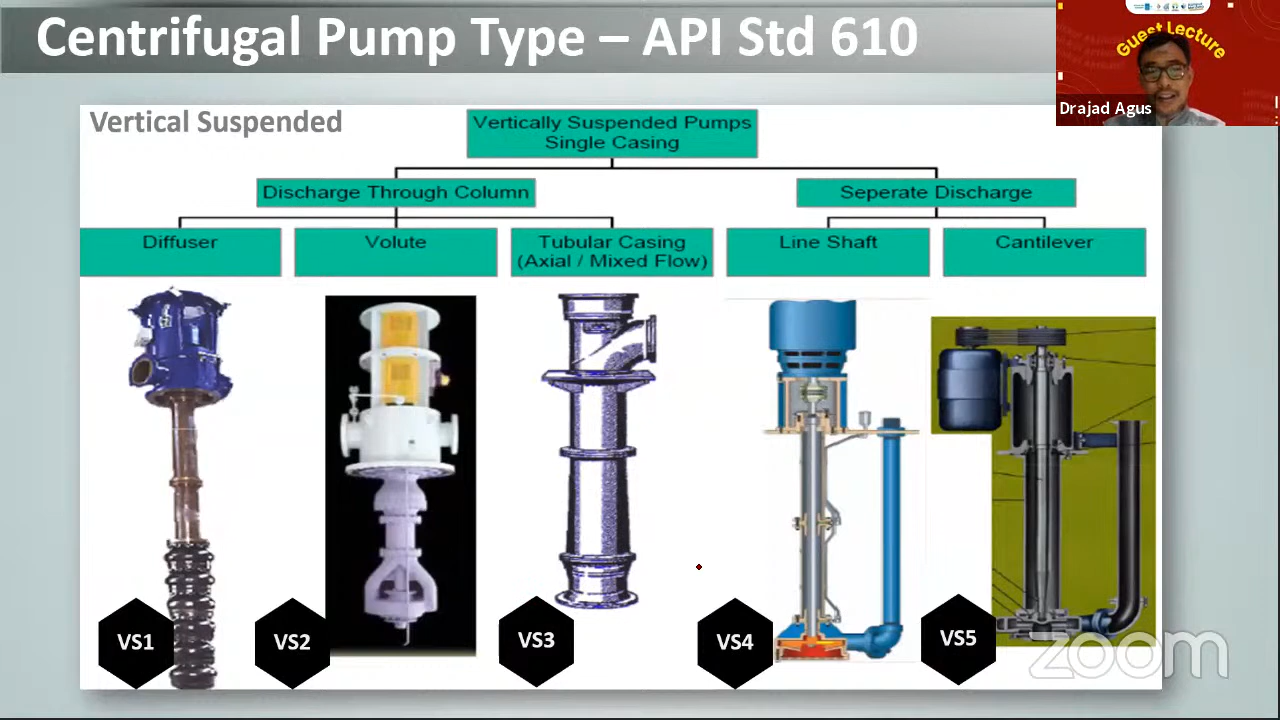 Centrifugal Pump Type – API Std 610
Guest Lecture
Drajad Agus
Vertical Suspended
Vertically Suspended Pumps
Single Casing
Discharge Through Column
Seperate Discharge
Diffuser
Volute
Tubular Casing
(Axial / Mixed Flow)
Line Shaft
Cantilever
VS1
VS2
VS3
VS4
VS5
zoom